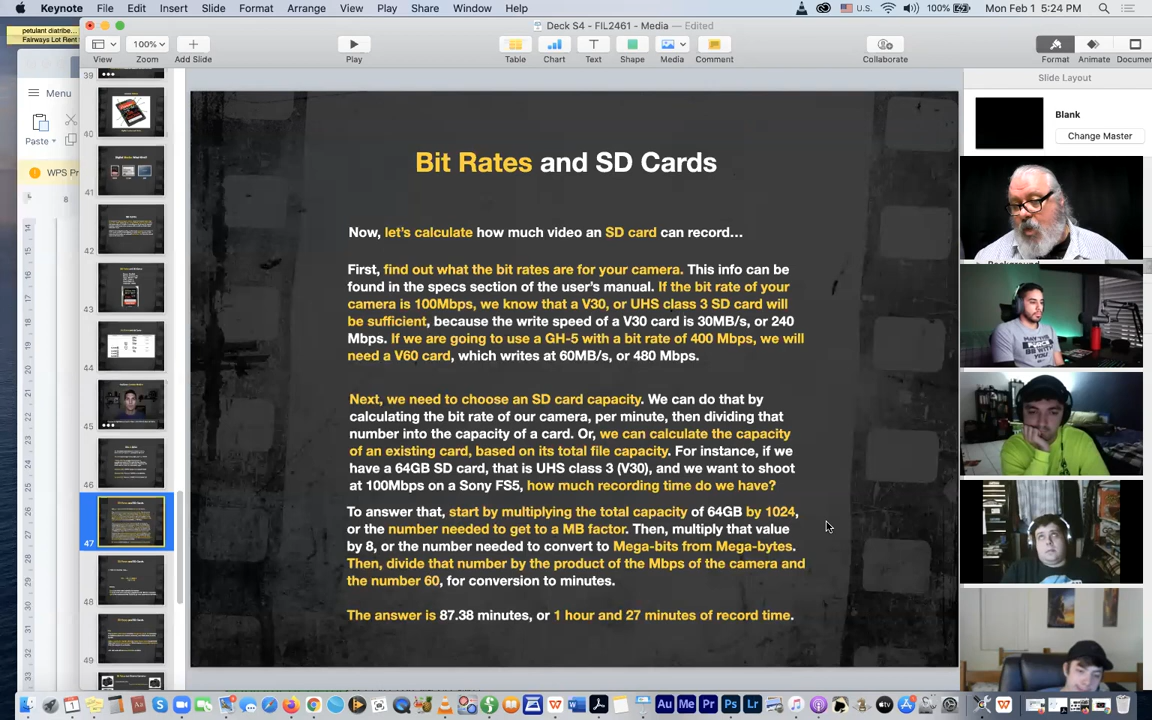 Keynote File Edit Insert Slide Format Arrange View Play Share Window Help U.S. 100% Mon Feb 1 5:24 PM
petulant diatribe...
Fairways Lot Rent
Deck S4 - FIL2461 - Media — Edited
100%
View Zoom Add Slide Play Table Chart Text Shape Media Comment Collaborate Format Animate Documen
Menu
Paste
WPS Pr
8
Slide Layout
Blank
Change Master
39
40
41
42
43
44
45
46
47
48
49
Bit Rates and SD Cards
Now, let's calculate how much video an SD card can record...
First, find out what the bit rates are for your camera. This info can be
found in the specs section of the user's manual. If the bit rate of your
camera is 100Mbps, we know that a V30, or UHS class 3 SD card will
be sufficient, because the write speed of a V30 card is 30MB/s, or 240
Mbps. If we are going to use a GH-5 with a bit rate of 400 Mbps, we will
need a V60 card, which writes at 60MB/s, or 480 Mbps.
Next, we need to choose an SD card capacity. We can do that by
calculating the bit rate of our camera, per minute, then dividing that
number into the capacity of a card. Or, we can calculate the capacity
of an existing card, based on its total file capacity. For instance, if we
have a 64GB SD card, that is UHS class 3 (V30), and we want to shoot
at 100Mbps on a Sony FS5, how much recording time do we have?
To answer that, start by multiplying the total capacity of 64GB by 1024,
or the number needed to get to a MB factor. Then, multiply that value
by 8, or the number needed to convert to Mega-bits from Mega-bytes.
Then, divide that number by the product of the Mbps of the camera and
the number 60, for conversion to minutes.
The answer is 87.38 minutes, or 1 hour and 27 minutes of record time.